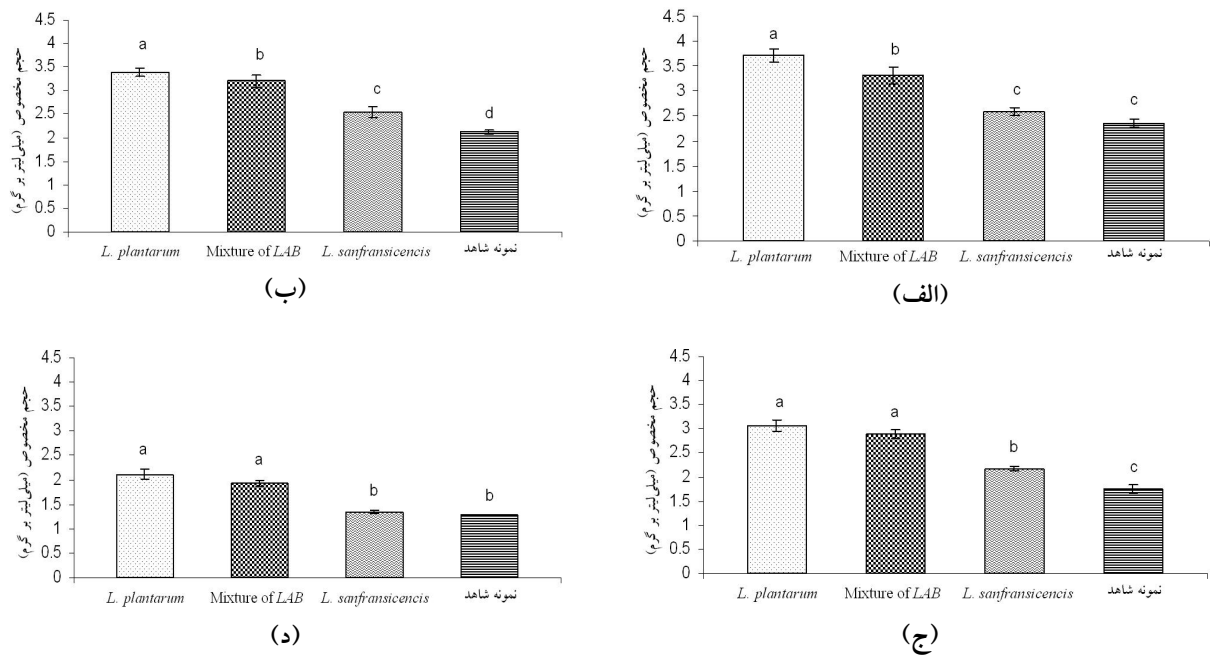 حجم مخصوص (میلی‌لیتر بر گرم)
4.5
4
3.5
3
2.5
2
1.5
1
0.5
0
a
b
c
c
L. plantarum
Mixture of LAB
L. sanfransicencis
نمونه شاهد
(الف)
حجم مخصوص (میلی‌لیتر بر گرم)
4.5
4
3.5
3
2.5
2
1.5
1
0.5
0
a
b
c
d
L. plantarum
Mixture of LAB
L. sanfransicencis
نمونه شاهد
(ب)
حجم مخصوص (میلی‌لیتر بر گرم)
4.5
4
3.5
3
2.5
2
1.5
1
0.5
0
a
a
b
c
L. plantarum
Mixture of LAB
L. sanfransicencis
نمونه شاهد
(ج)
حجم مخصوص (میلی‌لیتر بر گرم)
4.5
4
3.5
3
2.5
2
1.5
1
0.5
0
a
a
b
b
L. plantarum
Mixture of LAB
L. sanfransicencis
نمونه شاهد
(د)